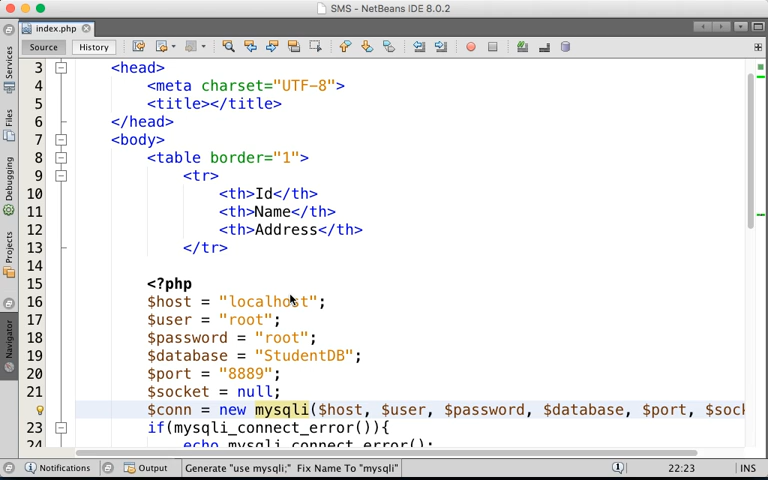 SMS - NetBeans IDE 8.0.2
index.php
Source
History
Services
Files
Debugging
Projects
Navigator
3 <head>
4 <meta charset="UTF-8">
5 <title></title>
6 </head>
7 <body>
8 <table border="1">
9 <tr>
10 <th>Id</th>
11 <th>Name</th>
12 <th>Address</th>
13 </tr>
14
15 <?php
16 $host = "localhost";
17 $user = "root";
18 $password = "root";
19 $database = "StudentDB";
20 $port = "8889";
21 $socket = null;
$conn = new mysqli($host, $user, $password, $database, $port, $sock
23 if(mysqli_connect_error()){
24 echo mysqli_connect_error();
Notifications
Output
Generate "use mysqli;" Fix Name To "mysqli"
22:23
INS